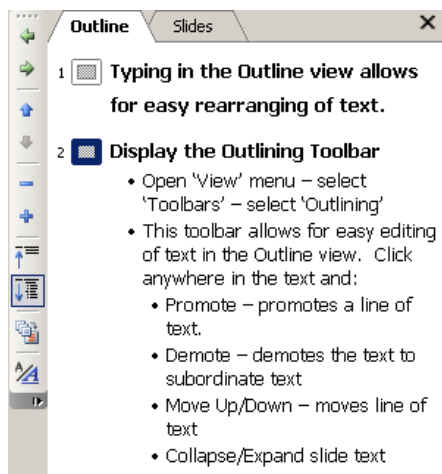 Outline Slides
1 Typing in the Outline view allows
for easy rearranging of text.
2 Display the Outlining Toolbar
• Open 'View' menu – select
'Toolbars' – select 'Outlining'
• This toolbar allows for easy editing
of text in the Outline view. Click
anywhere in the text and:
• Promote – promotes a line of
text.
• Demote – demotes the text to
subordinate text
• Move Up/Down – moves line of
text
• Collapse/Expand slide text